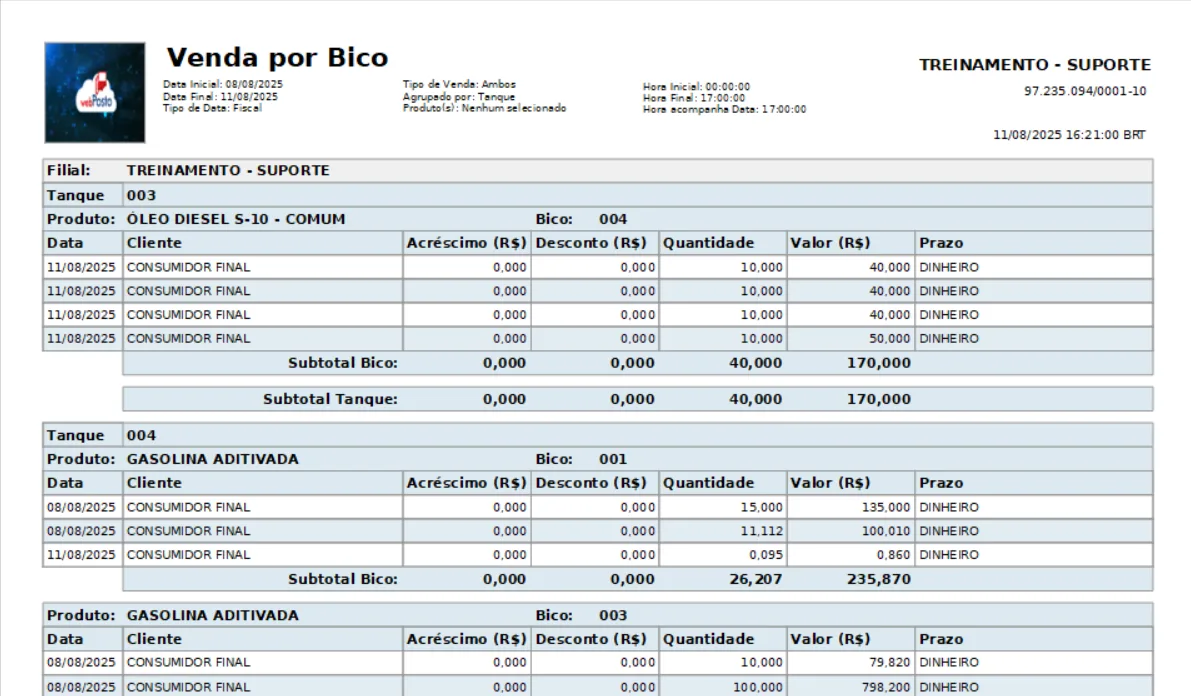 webPosto
Venda por Bico
TREINAMENTO - SUPORTE
97.235.094/0001-10
11/08/2025 16:21:00 BRT
Data Inicial: 08/08/2025 Tipo de Venda: Ambos Hora Inicial: 00:00:00
Data Final: 11/08/2025 Agrupado por: Tanque Hora Final: 17:00:00
Tipo de Data: Fiscal Produto(s): Nenhum selecionado Hora acompanha Data: 17:00:00
Filial: TREINAMENTO - SUPORTE
Tanque 003
Produto: ÓLEO DIESEL S-10 - COMUM Bico: 004
Data Cliente Acréscimo (R$) Desconto (R$) Quantidade Valor (R$) Prazo
11/08/2025 CONSUMIDOR FINAL 0,000 0,000 10,000 40,000 DINHEIRO
11/08/2025 CONSUMIDOR FINAL 0,000 0,000 10,000 40,000 DINHEIRO
11/08/2025 CONSUMIDOR FINAL 0,000 0,000 10,000 40,000 DINHEIRO
11/08/2025 CONSUMIDOR FINAL 0,000 0,000 10,000 50,000 DINHEIRO
Subtotal Bico: 0,000 0,000 40,000 170,000
Subtotal Tanque: 0,000 0,000 40,000 170,000
Tanque 004
Produto: GASOLINA ADITIVADA Bico: 001
Data Cliente Acréscimo (R$) Desconto (R$) Quantidade Valor (R$) Prazo
08/08/2025 CONSUMIDOR FINAL 0,000 0,000 15,000 135,000 DINHEIRO
08/08/2025 CONSUMIDOR FINAL 0,000 0,000 11,112 100,010 DINHEIRO
11/08/2025 CONSUMIDOR FINAL 0,000 0,000 0,095 0,860 DINHEIRO
Subtotal Bico: 0,000 0,000 26,207 235,870
Produto: GASOLINA ADITIVADA Bico: 003
Data Cliente Acréscimo (R$) Desconto (R$) Quantidade Valor (R$) Prazo
08/08/2025 CONSUMIDOR FINAL 0,000 0,000 10,000 79,820 DINHEIRO
08/08/2025 CONSUMIDOR FINAL 0,000 0,000 100,000 798,200 DINHEIRO